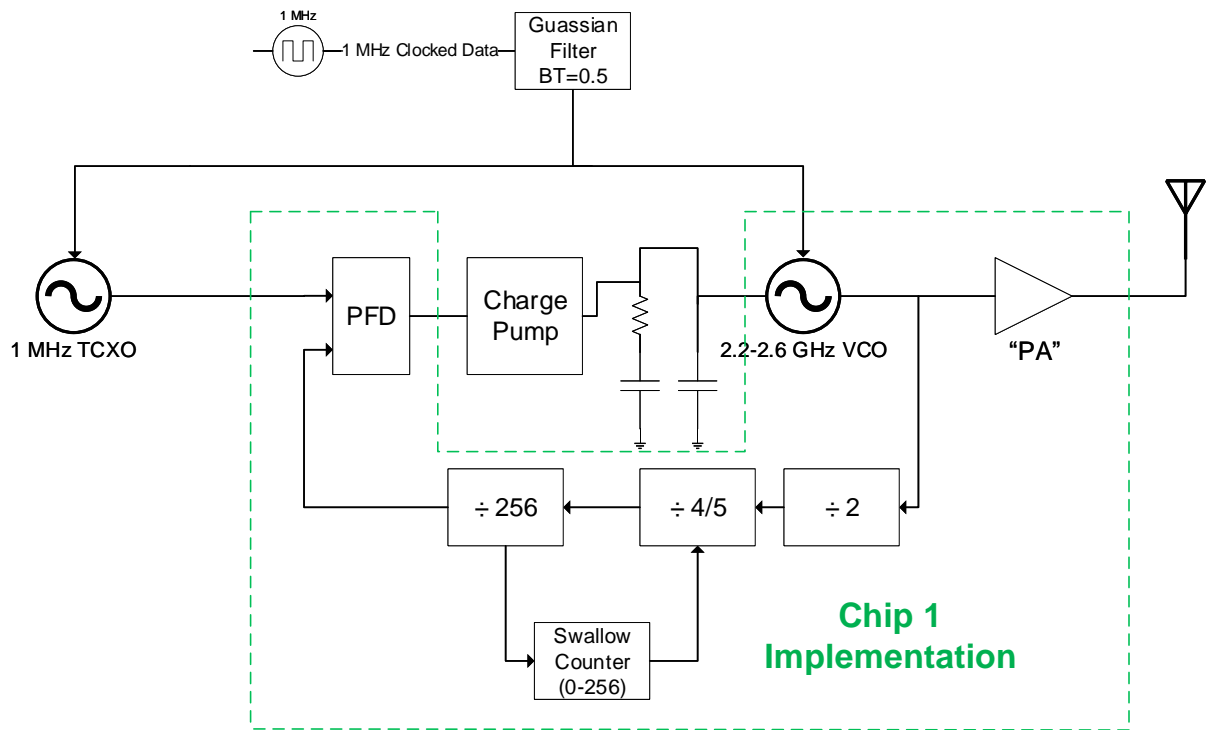 1 MHz
1 MHz Clocked Data
Guassian
Filter
BT=0.5
1 MHz TCXO
PFD
Charge
Pump
2.2-2.6 GHz VCO
“PA”
÷ 256
÷ 4/5
÷ 2
Swallow
Counter
(0-256)
Chip 1
Implementation